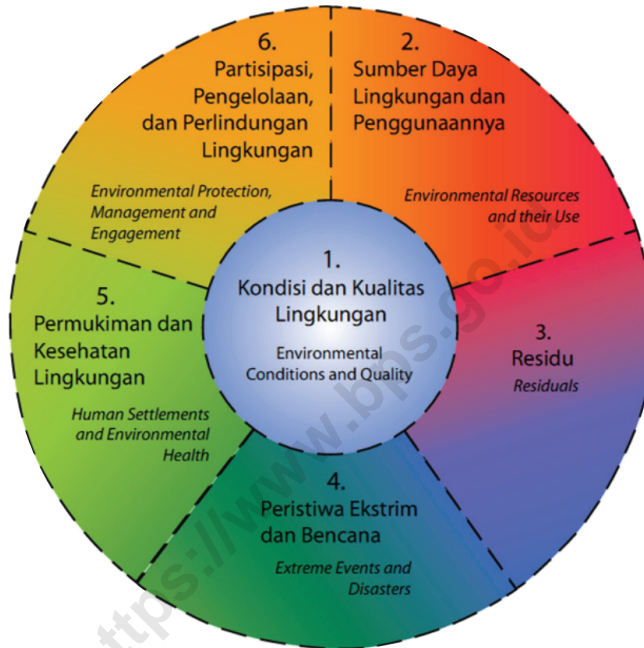 1.
Kondisi dan Kualitas
Lingkungan
Environmental
Conditions and Quality
2.
Sumber Daya
Lingkungan dan
Penggunaannya
Environmental Resources
and their Use
3.
Residu
Residuals
4.
Peristiwa Ekstrim
dan Bencana
Extreme Events and
Disasters
5.
Permukiman dan
Kesehatan
Lingkungan
Human Settlements
and Environmental
Health
6.
Partisipasi,
Pengelolaan,
dan Perlindungan
Lingkungan
Environmental Protection,
Management and
Engagement
https://www.bps.go.id